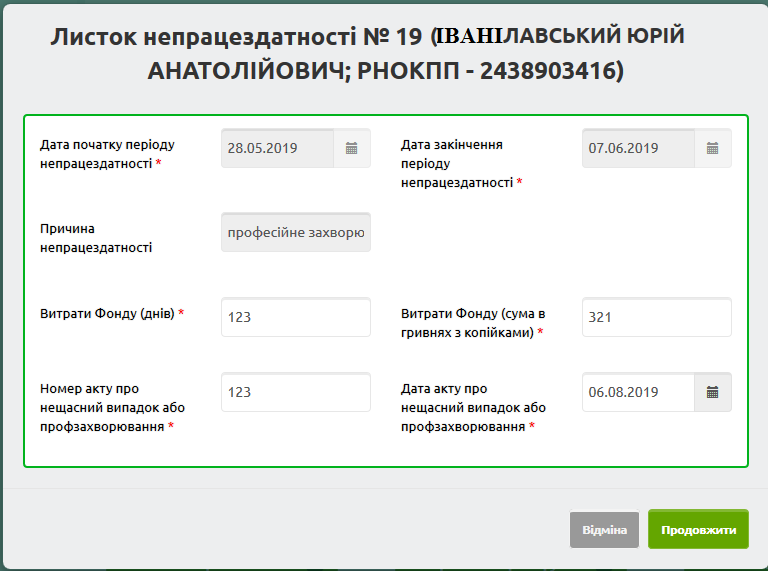 Листок непрацездатності № 19 (ІВАНІЛАВСЬКИЙ ЮРІЙ
АНАТОЛІЙОВИЧ; РНОКПП - 2438903416)
Дата початку періоду
непрацездатності *
28.05.2019
Дата закінчення
періоду
непрацездатності *
07.06.2019
Причина
непрацездатності
професійне захворю
Витрати Фонду (днів) *
123
Витрати Фонду (сума в
гривнях з копійками) *
321
Номер акту про
нещасний випадок або
профзахворювання *
123
Дата акту про
нещасний випадок або
профзахворювання *
06.08.2019
Відміна
Продовжити